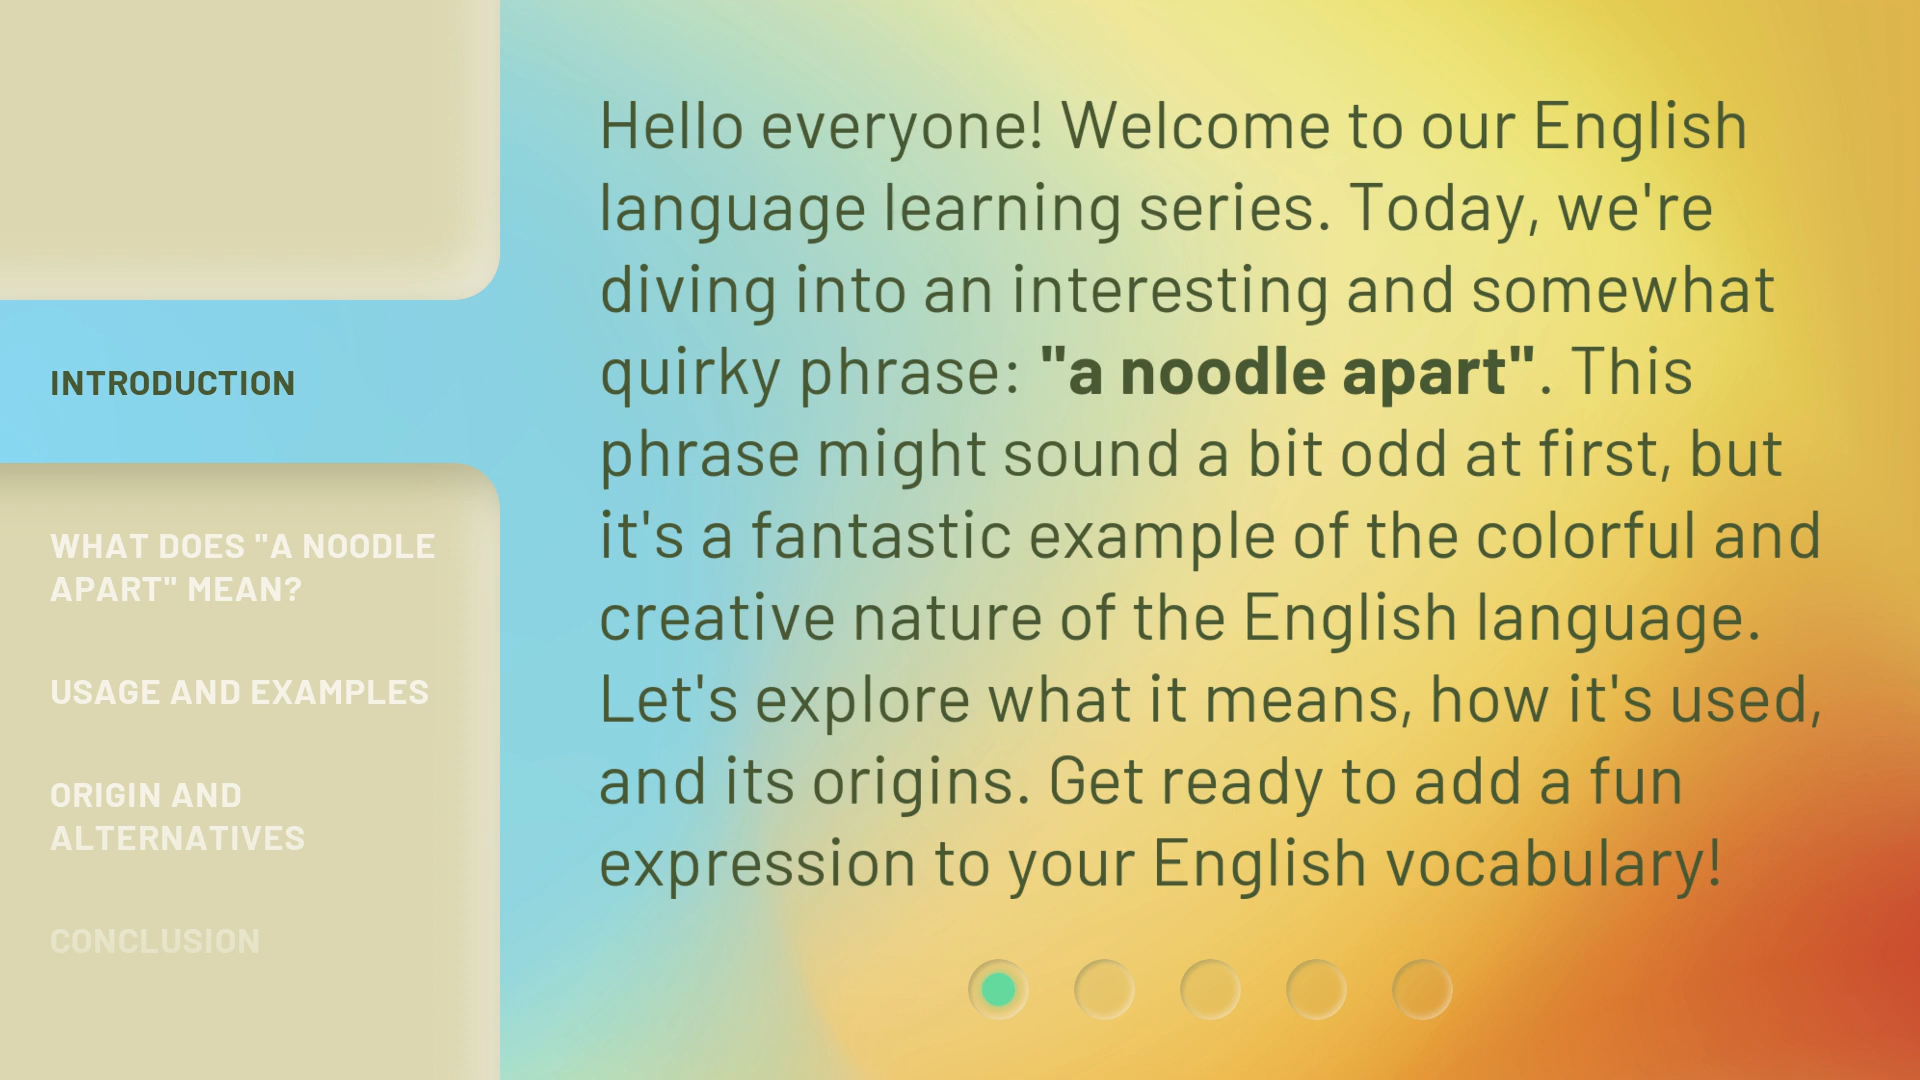 INTRODUCTION
WHAT DOES "A NOODLE
APART" MEAN?
USAGE AND EXAMPLES
ORIGIN AND
ALTERNATIVES
CONCLUSION
Hello everyone! Welcome to our English
language learning series. Today, we're
diving into an interesting and somewhat
quirky phrase: "a noodle apart". This
phrase might sound a bit odd at first, but
it's a fantastic example of the colorful and
creative nature of the English language.
Let's explore what it means, how it's used,
and its origins. Get ready to add a fun
expression to your English vocabulary!